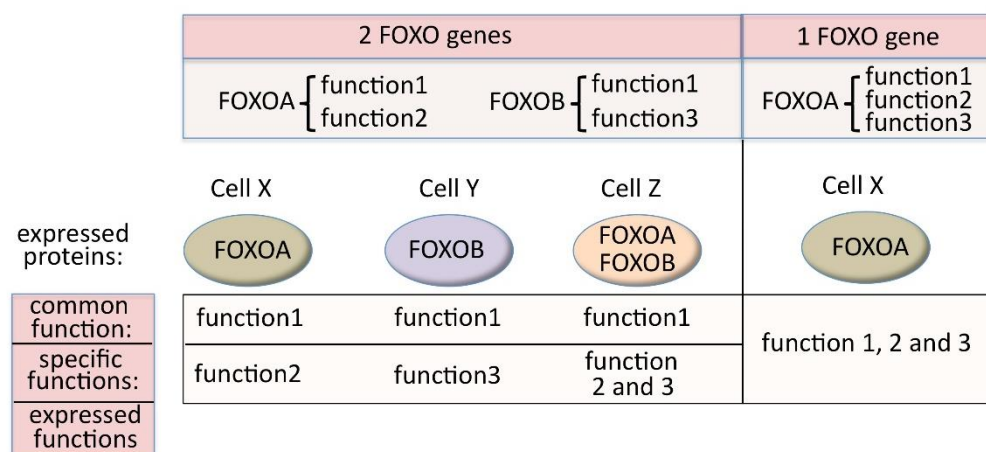 2 FOXO genes
1 FOXO gene
FOXOA
function1
function2
FOXOB
function1
function3
FOXOA
function1
function2
function3
Cell X
Cell Y
Cell Z
Cell X
expressed
proteins:
FOXOA
FOXOB
FOXOA
FOXOB
FOXOA
common
function:
function1
function1
function1
function 1, 2 and 3
specific
functions:
function2
function3
function
2 and 3
expressed
functions